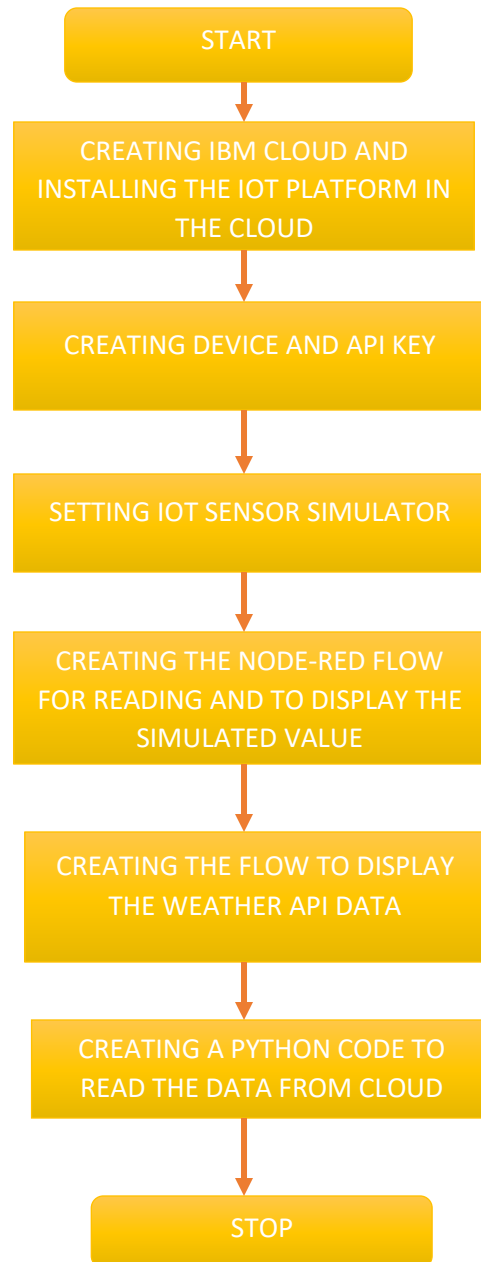 START
CREATING IBM CLOUD AND
INSTALLING THE IOT PLATFORM IN
THE CLOUD
CREATING DEVICE AND API KEY
SETTING IOT SENSOR SIMULATOR
CREATING THE NODE-RED FLOW
FOR READING AND TO DISPLAY THE
SIMULATED VALUE
CREATING THE FLOW TO DISPLAY
THE WEATHER API DATA
CREATING A PYTHON CODE TO
READ THE DATA FROM CLOUD
STOP